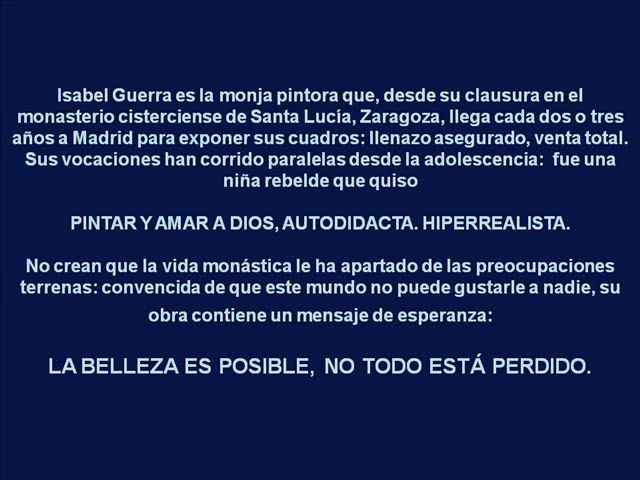 Isabel Guerra es la monja pintora que, desde su clausura en el
monasterio cisterciense de Santa Lucía, Zaragoza, llega cada dos o tres
años a Madrid para exponer sus cuadros: llenazo asegurado, venta total.
Sus vocaciones han corrido paralelas desde la adolescencia: fue una
niña rebelde que quiso
PINTAR Y AMAR A DIOS, AUTODIDACTA. HIPERREALISTA.
No crean que la vida monástica le ha apartado de las preocupaciones
terrenas: convencida de que este mundo no puede gustarle a nadie, su
obra contiene un mensaje de esperanza:
LA BELLEZA ES POSIBLE, NO TODO ESTÁ PERDIDO.